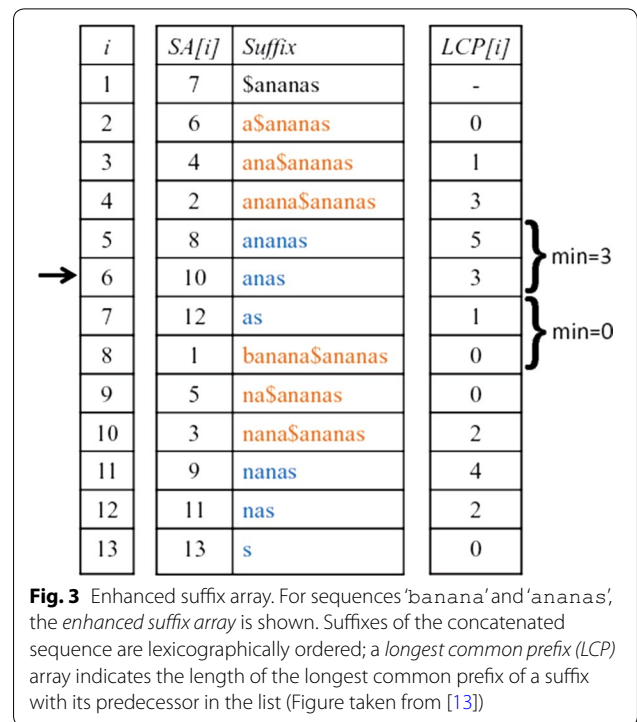 i SA[i] Suffix LCP[i]
1 7 $ananas -
2 6 a$ananas 0
3 4 ana$ananas 1
4 2 anana$ananas 3
5 8 ananas 5
6 10 anas 3
min=3
7 12 as 1
8 1 banana$ananas 0
min=0
9 5 na$ananas 0
10 3 nana$ananas 2
11 9 nanas 4
12 11 nas 2
13 13 s 0
Fig. 3 Enhanced suffix array. For sequences ‘banana’ and ‘ananas’,
the enhanced suffix array is shown. Suffixes of the concatenated
sequence are lexicographically ordered; a longest common prefix (LCP)
array indicates the length of the longest common prefix of a suffix
with its predecessor in the list (Figure taken from [13])